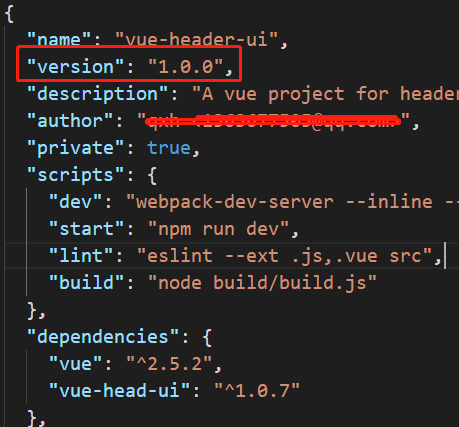 {
"name": "vue-header-ui",
"version": "1.0.0",
"description": "A vue project for header
"author": " ",
"private": true,
"scripts": {
"dev": "webpack-dev-server --inline --
"start": "npm run dev",
"lint": "eslint --ext .js,.vue src",
"build": "node build/build.js"
},
"dependencies": {
"vue": "^2.5.2",
"vue-head-ui": "^1.0.7"
},